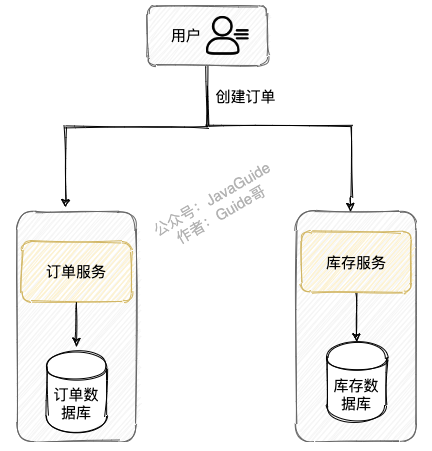 用户
创建订单
公众号：JavaGuide
作者：Guide哥
订单服务
库存服务
订单数
据库
库存数
据库